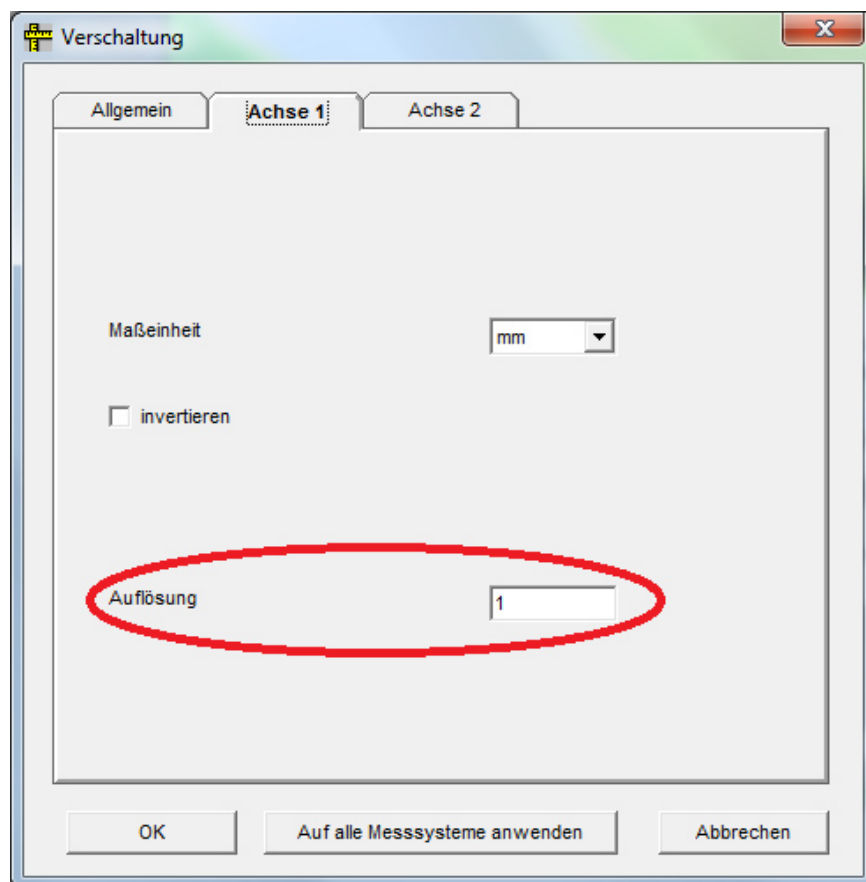 Verschaltung
Allgemein Achse 1 Achse 2
Maßeinheit mm
invertieren
Auflösung 1
OK Auf alle Messsysteme anwenden Abbrechen